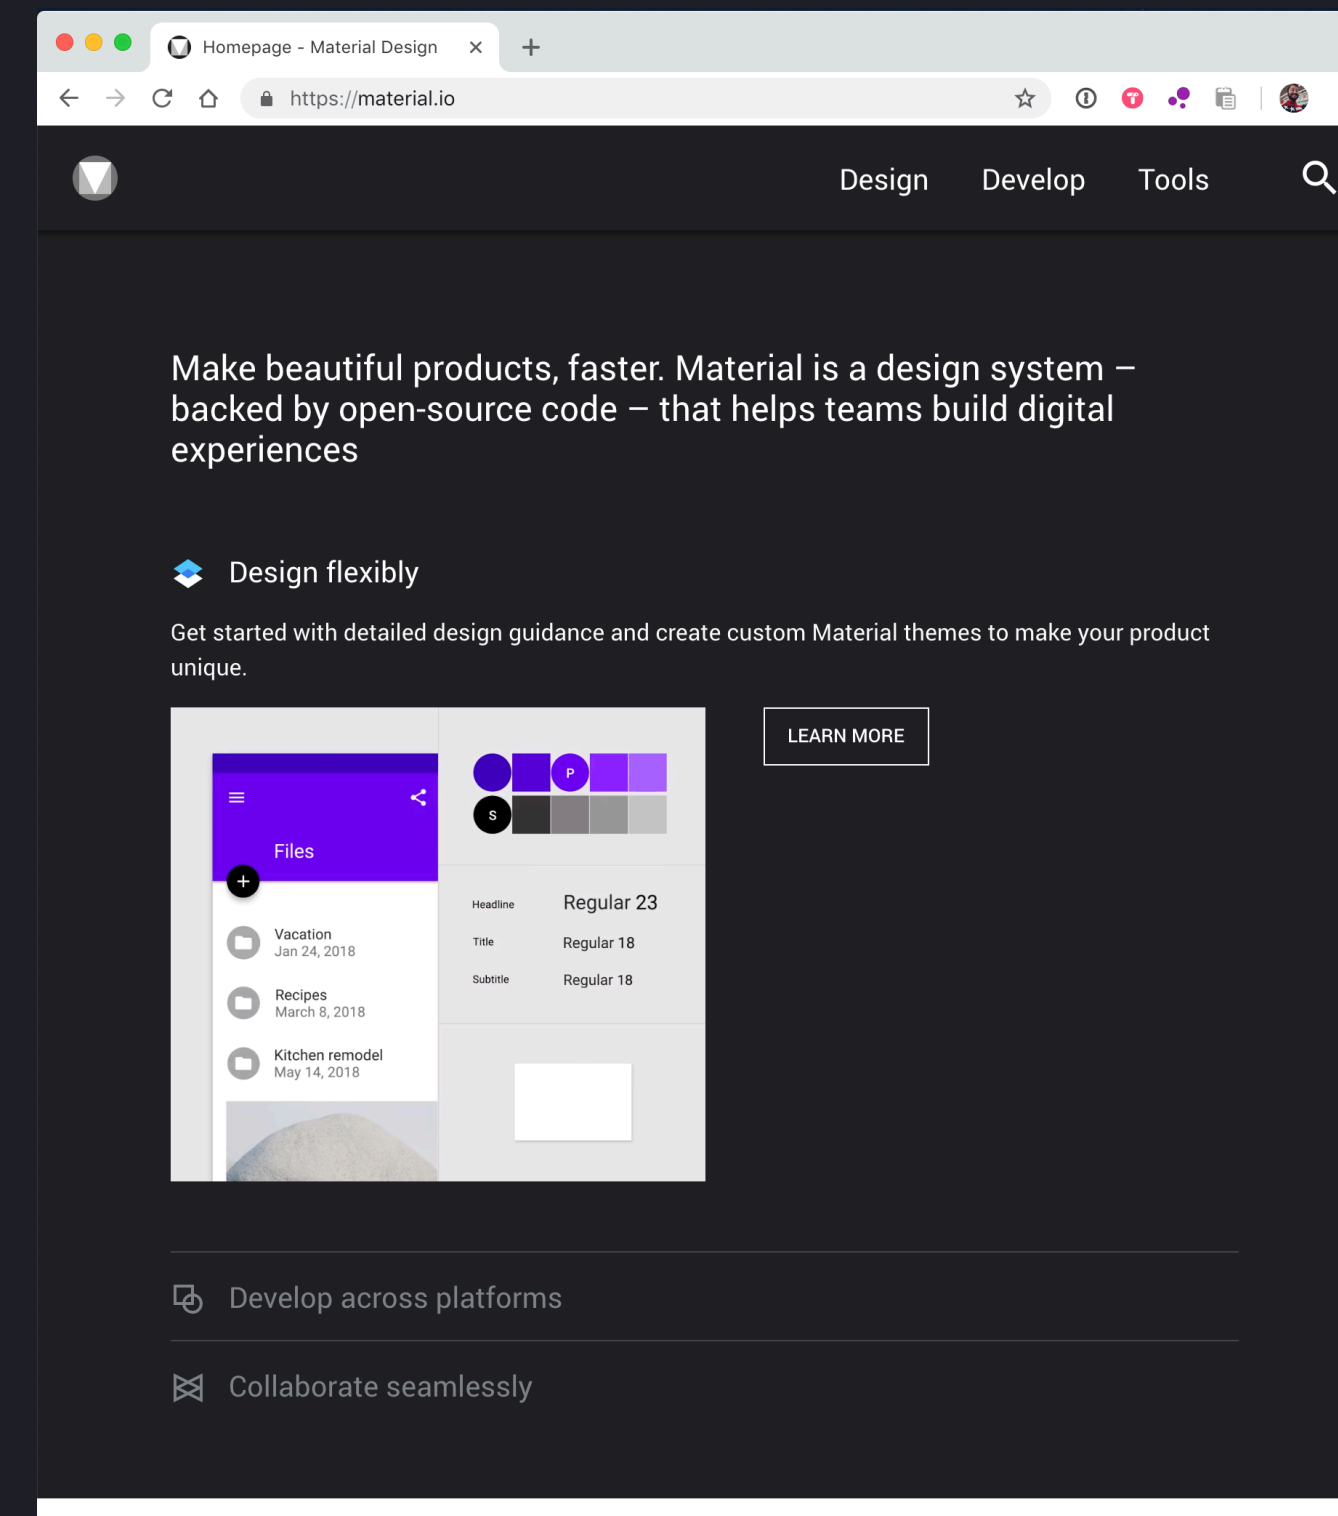 Homepage - Material Design
https://material.io
Design Develop Tools
Make beautiful products, faster. Material is a design system –
backed by open-source code – that helps teams build digital
experiences
Design flexibly
Get started with detailed design guidance and create custom Material themes to make your product
unique.
LEARN MORE
Files
Vacation
Jan 24, 2018
Recipes
March 8, 2018
Kitchen remodel
May 14, 2018
P
S
Headline Regular 23
Title Regular 18
Subtitle Regular 18
Develop across platforms
Collaborate seamlessly